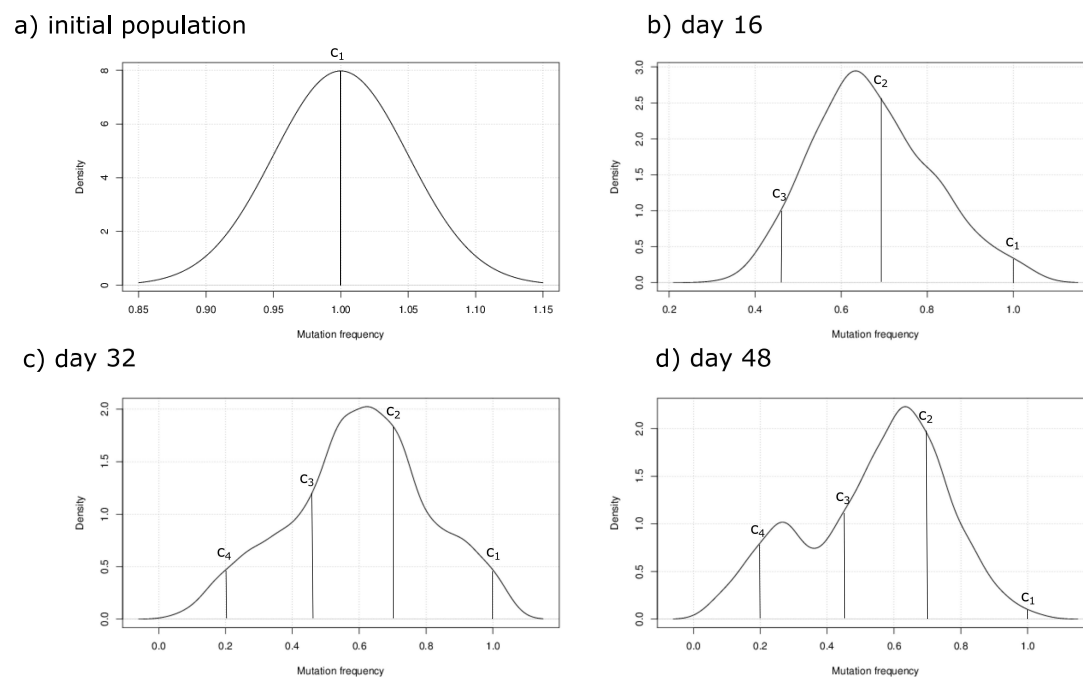 a) initial population
C₁
Density
0
2
4
6
8
0.85
0.90
0.95
1.00
1.05
1.10
1.15
Mutation frequency
b) day 16
C₂
C₃
C₁
Density
0.0
0.5
1.0
1.5
2.0
2.5
3.0
0.2
0.4
0.6
0.8
1.0
Mutation frequency
c) day 32
C₂
C₃
C₄
C₁
Density
0.0
0.5
1.0
1.5
2.0
0.0
0.2
0.4
0.6
0.8
1.0
Mutation frequency
d) day 48
C₂
C₃
C₄
C₁
Density
0.0
0.5
1.0
1.5
2.0
0.0
0.2
0.4
0.6
0.8
1.0
Mutation frequency